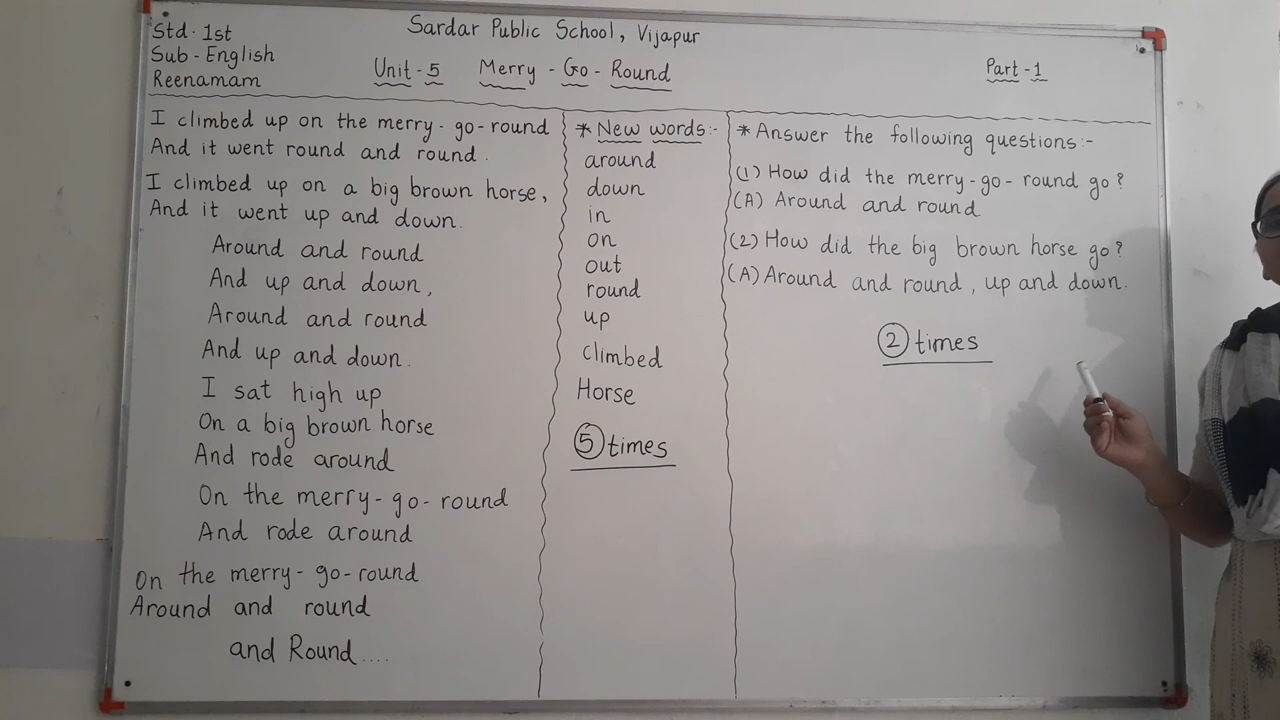 Std. 1st
Sub - English
Reenamam
Sardar Public School, Vijapur
Unit - 5 Merry - Go - Round
Part - 1
I climbed up on the merry - go - round
And it went round and round.
I climbed up on a big brown horse,
And it went up and down.
Around and round
And up and down,
Around and round
And up and down.
I sat high up
On a big brown horse
And rode around
On the merry - go - round
And rode around
On the merry - go - round
Around and round
and Round ....
* New words :-
around
down
in
on
out
round
up
climbed
Horse
5 times
* Answer the following questions :-
(1) How did the merry - go - round go ?
(A) Around and round
(2) How did the big brown horse go ?
(A) Around and round , up and down.
2 times